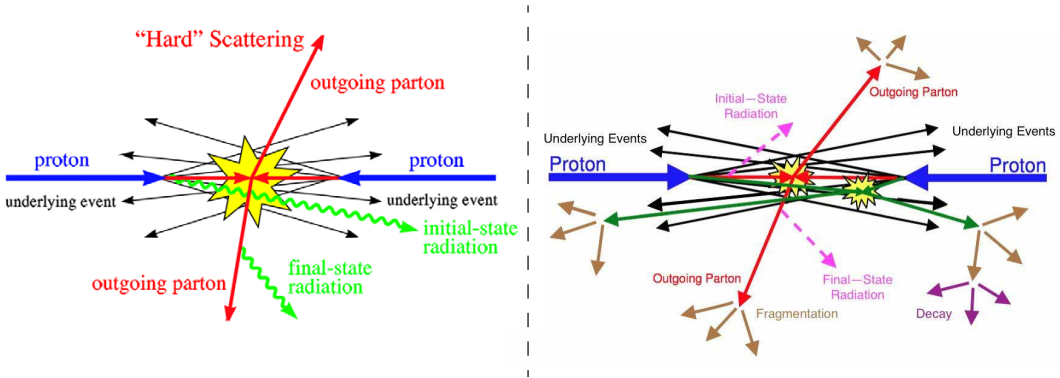 “Hard” Scattering
outgoing parton
proton
proton
underlying event
underlying event
initial-state
radiation
outgoing parton
final-state
radiation
Outgoing Parton
Initial—State
Radiation
Underlying Events
Underlying Events
Proton
Proton
Outgoing Parton
Final—State
Radiation
Fragmentation
Decay